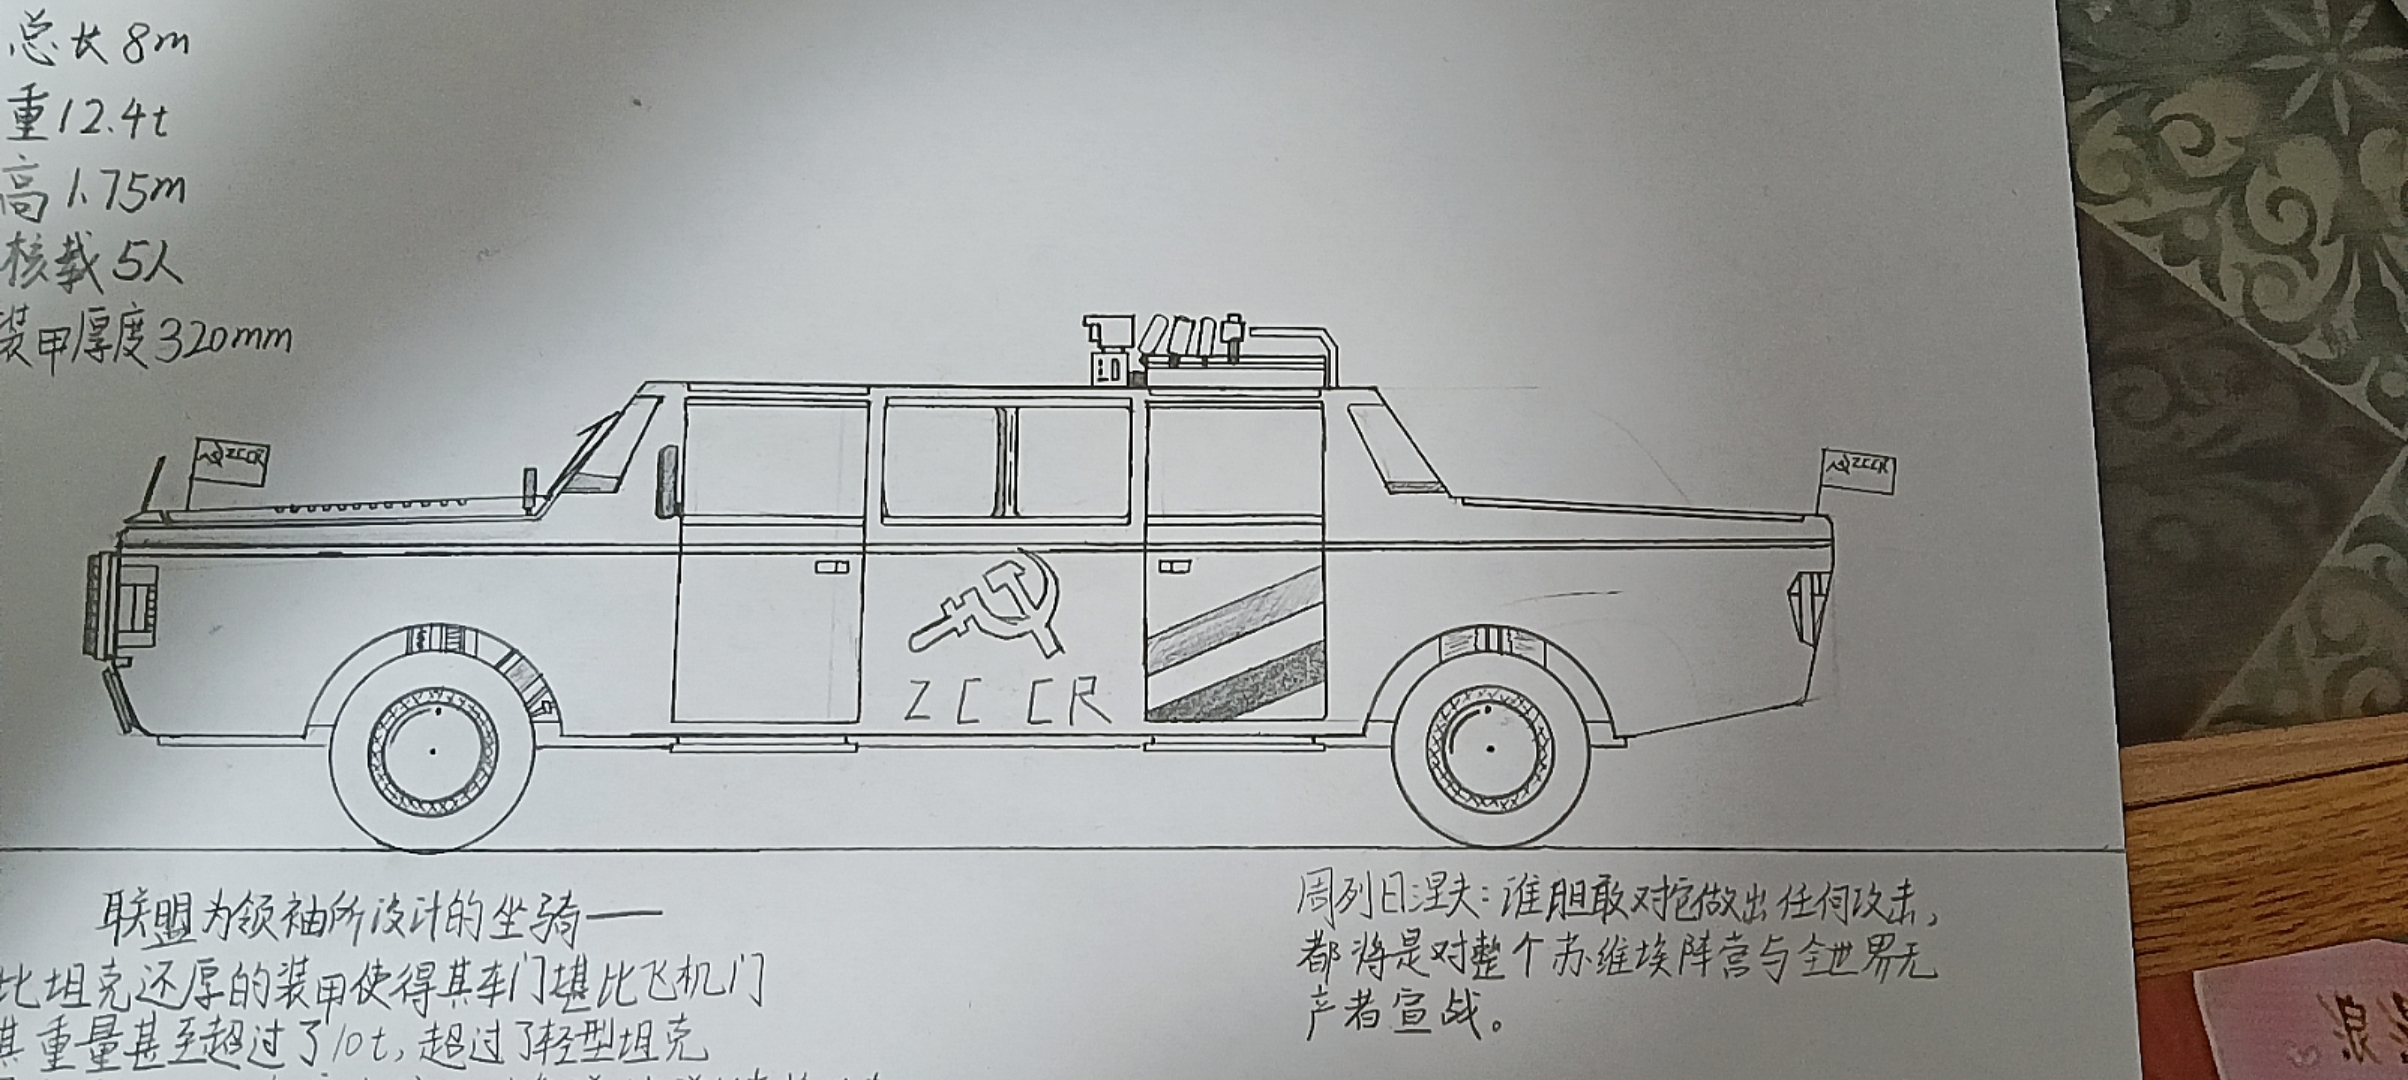 总长8m
重12.4t
高1.75m
核载5人
装甲厚度320mm
ZCCR
ZCCR
ZCCR
联盟为领袖所设计的坐骑——
比坦克还厚的装甲使得其车门堪比飞机门
其重量甚至超过了10t,超过了轻型坦克
周列日涅夫:谁胆敢对它做出任何攻击,
都将是对整个苏维埃阵营与全世界无
产者宣战。
浪